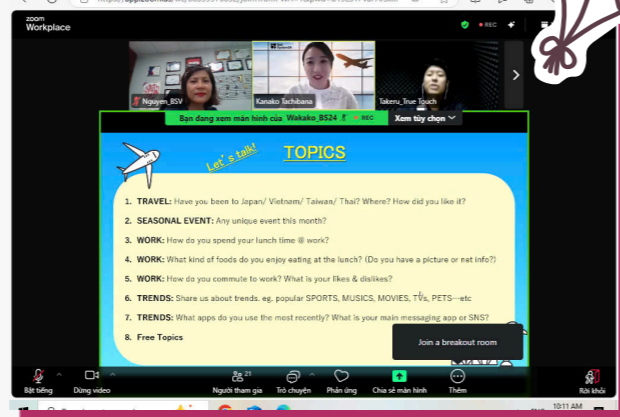 zoom
Workplace
REC
Nguyen_BSV
Kanako Tachibana
Takeru_True Touch
Bạn đang xem màn hình của Wakako_BS24
REC
Xem tùy chọn
Let's talk!
TOPICS
1. TRAVEL: Have you been to Japan/ Vietnam/ Taiwan/ Thai? Where? How did you like it?
2. SEASONAL EVENT: Any unique event this month?
3. WORK: How do you spend your lunch time @ work?
4. WORK: What kind of foods do you enjoy eating at the lunch? (Do you have a picture or net info?)
5. WORK: How do you commute to work? What is your likes & dislikes?
6. TRENDS: Share us about trends. eg. popular SPORTS, MUSICS, MOVIES, TVs, PETS…etc
7. TRENDS: What apps do you use the most recently? What is your main messaging app or SNS?
8. Free Topics
Join a breakout room
21
Bật tiếng
Dừng video
Người tham gia
Trò chuyện
Phản ứng
Chia sẻ màn hình
Thêm
Rời khỏi
10:11 AM